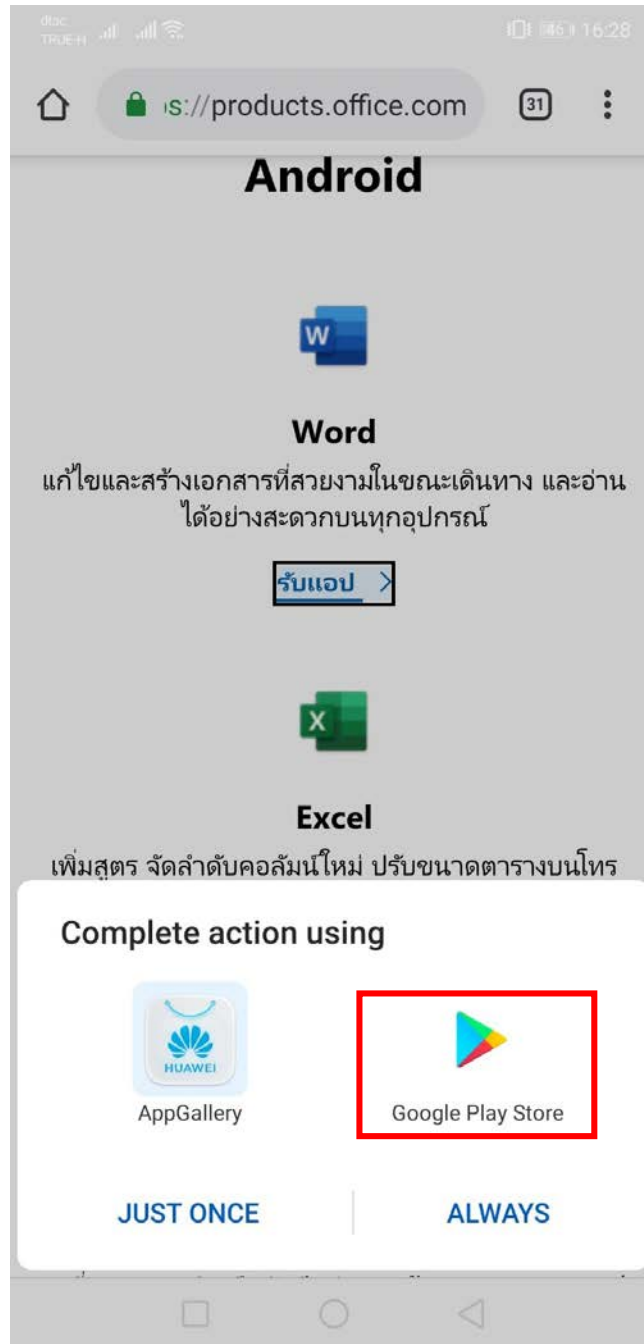 dtac
TRUE-H
46 16:28
s://products.office.com
31
Android
W
Word
แก้ไขและสร้างเอกสารที่สวยงามในขณะเดินทาง และอ่าน
ได้อย่างสะดวกบนทุกอุปกรณ์
รับแอป
X
Excel
เพิ่มสูตร จัดลำดับคอลัมน์ใหม่ ปรับขนาดตารางบนโทร
Complete action using
HUAWEI
AppGallery
Google Play Store
JUST ONCE
ALWAYS